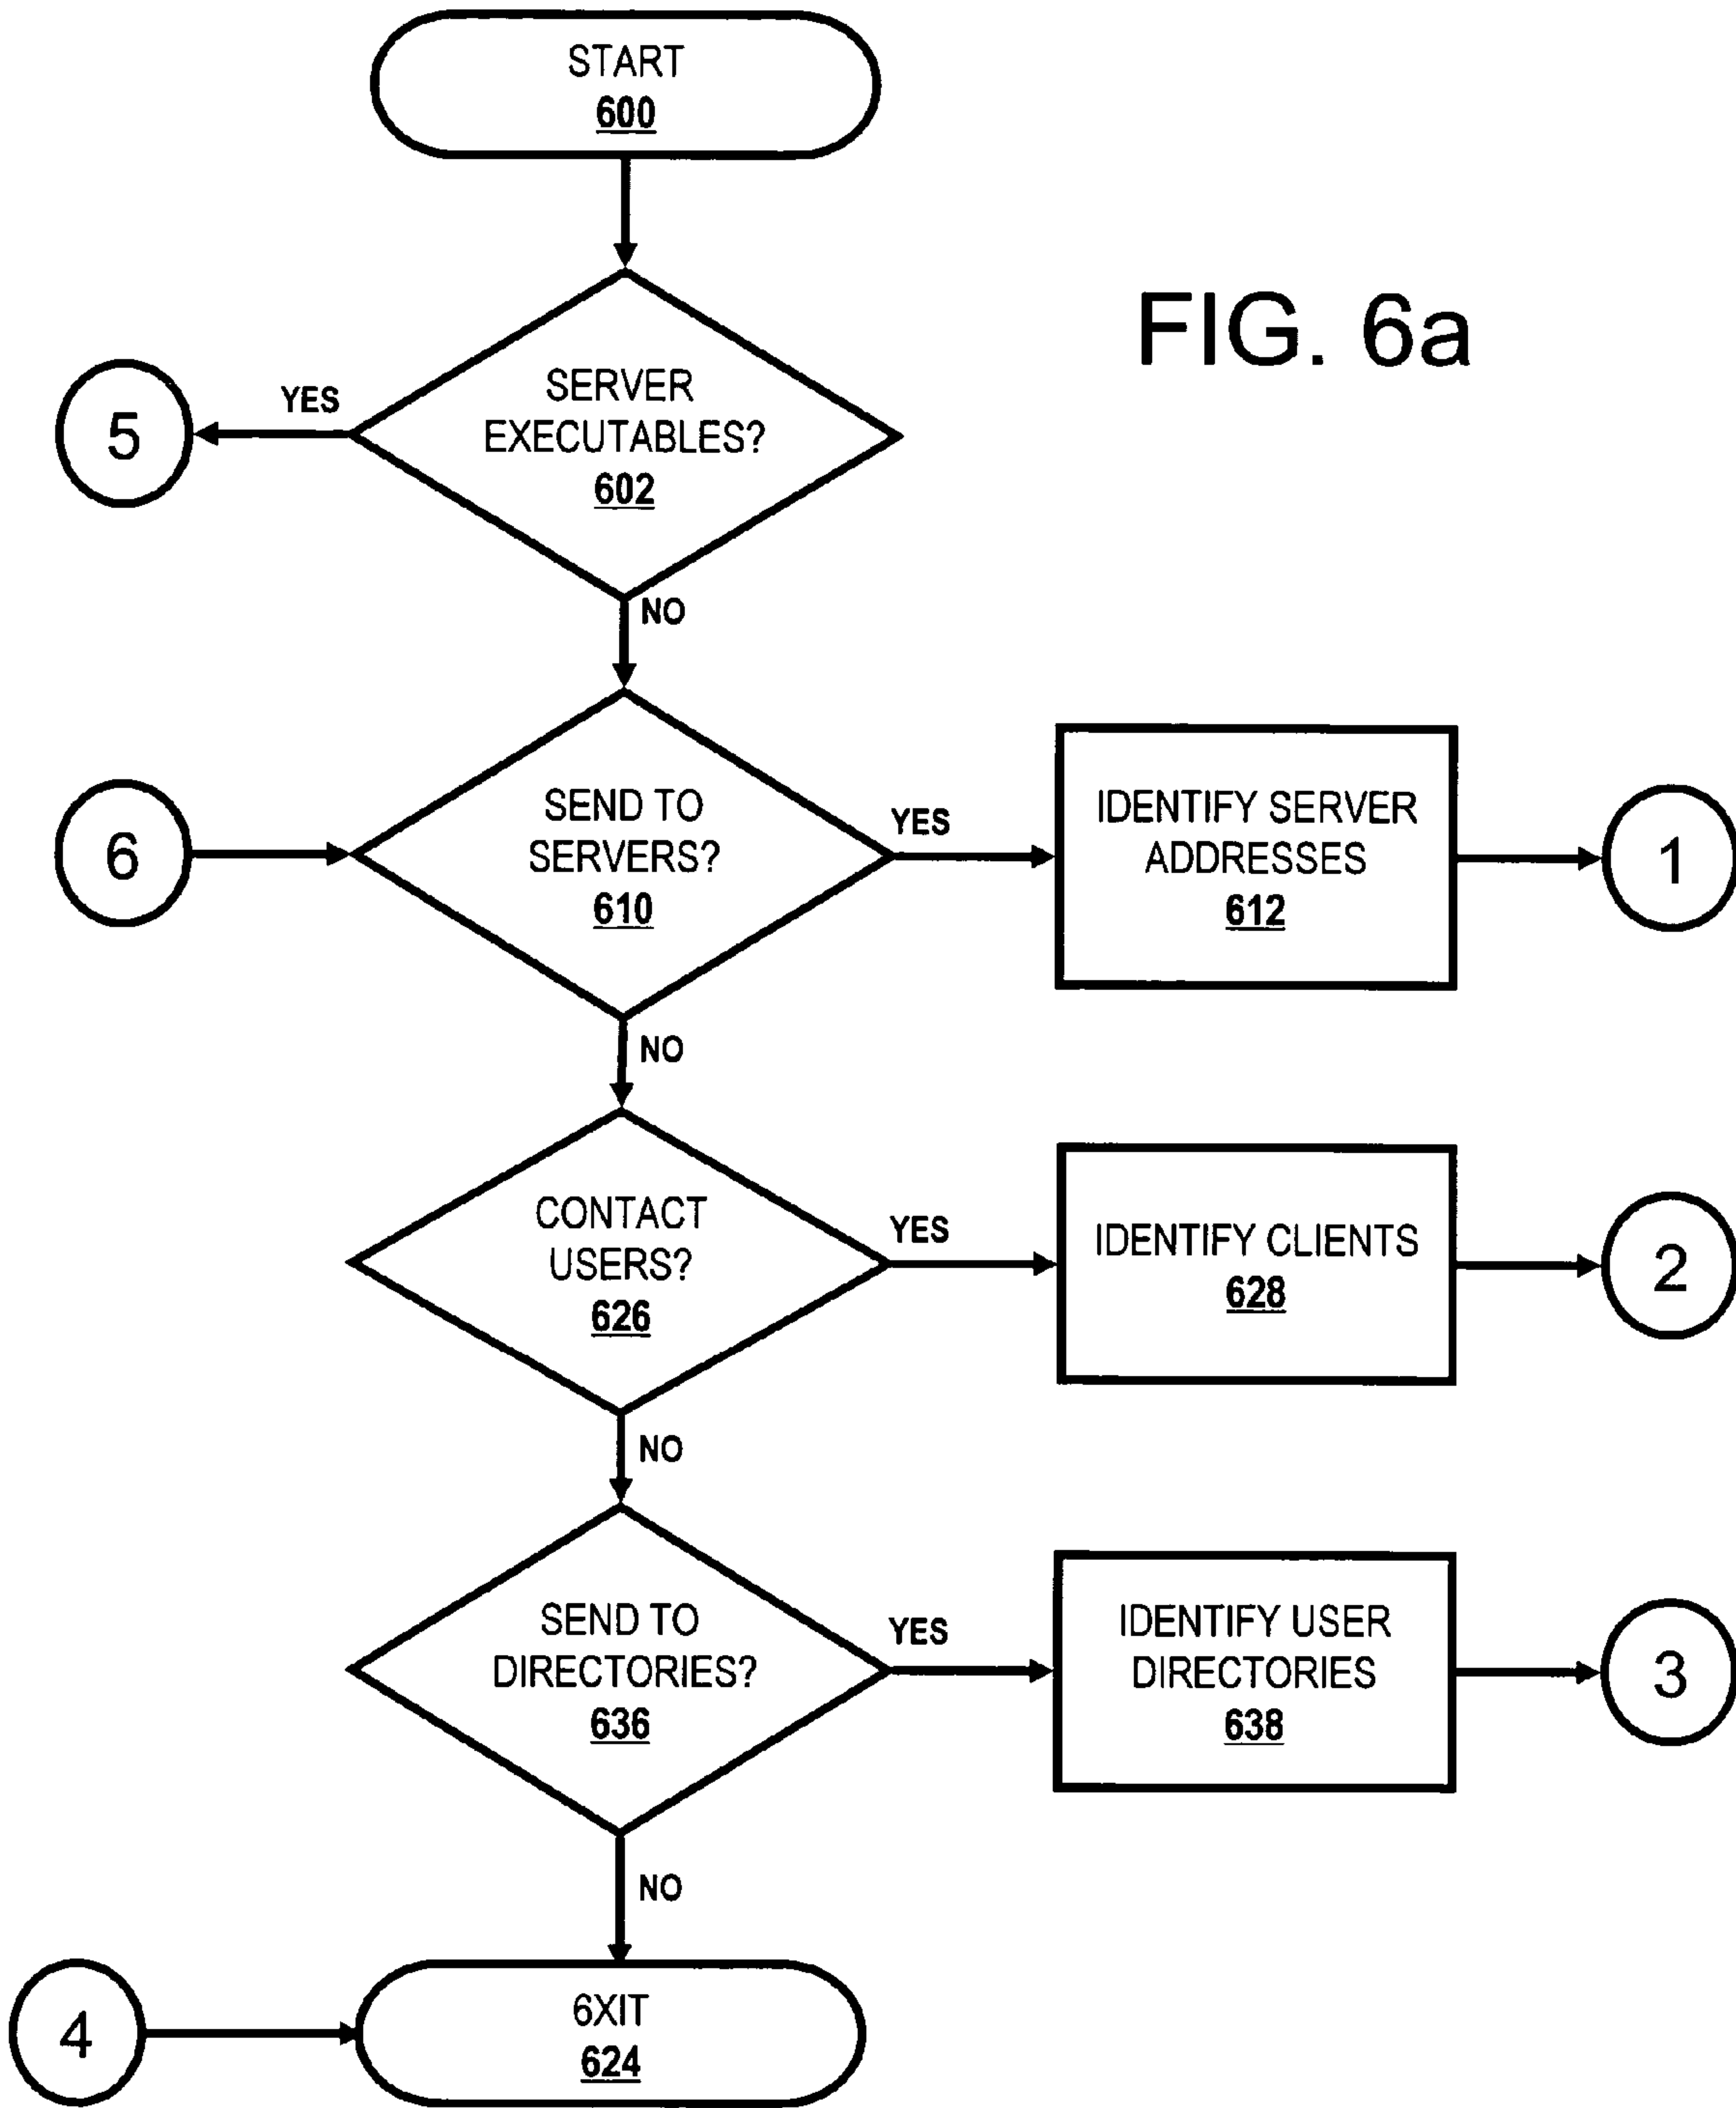 START
600
FIG. 6a
SERVER
EXECUTABLES?
602
YES
5
NO
6
SEND TO
SERVERS?
610
YES
IDENTIFY SERVER
ADDRESSES
612
1
NO
CONTACT
USERS?
626
YES
IDENTIFY CLIENTS
628
2
NO
SEND TO
DIRECTORIES?
636
YES
IDENTIFY USER
DIRECTORIES
638
3
NO
4
6XIT
624